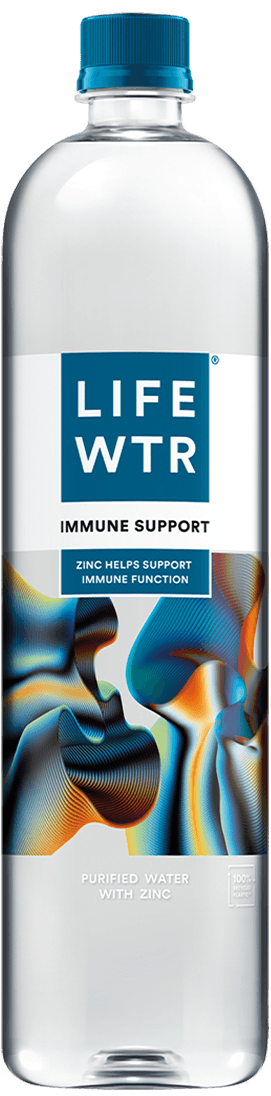 LIFE
WTR®
IMMUNE SUPPORT
ZINC HELPS SUPPORT
IMMUNE FUNCTION
PURIFIED WATER
WITH ZINC
100%